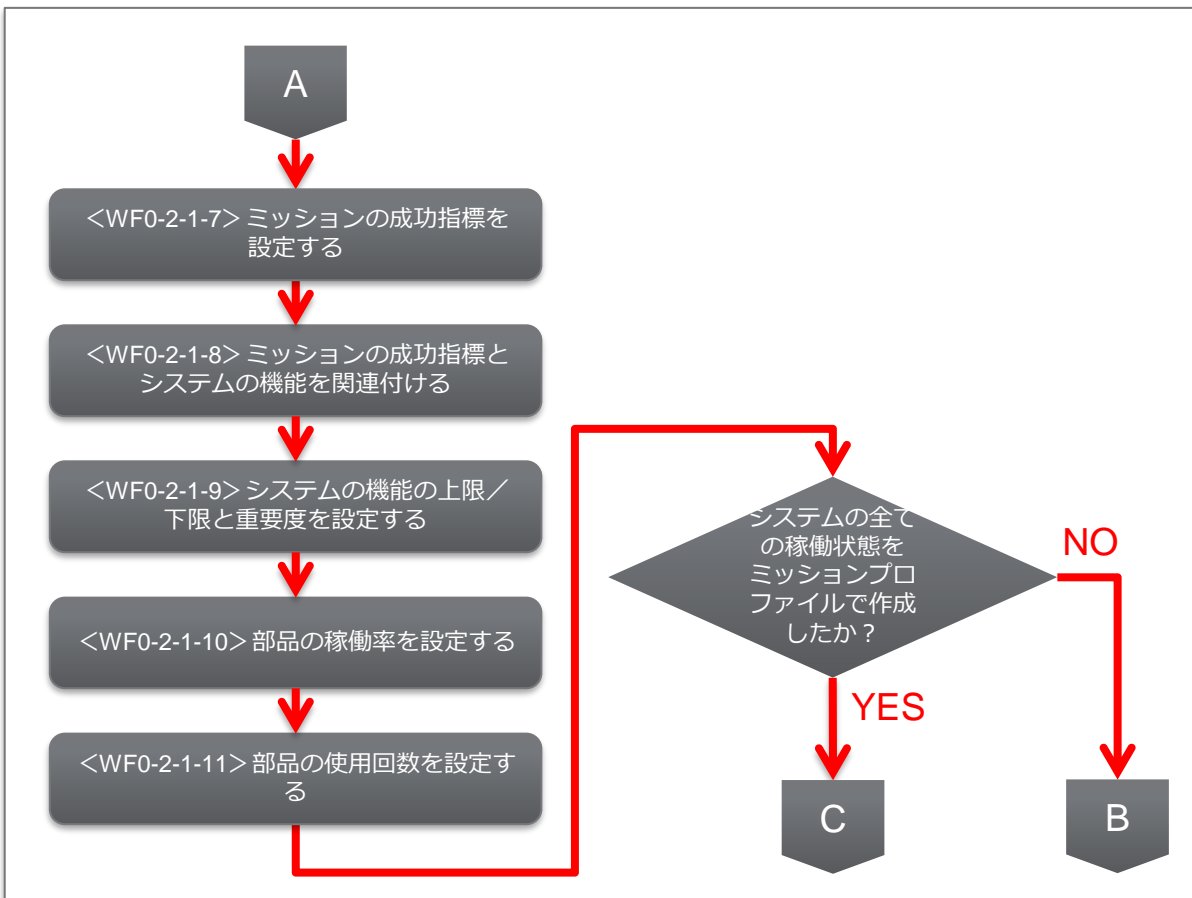 A
＜WF0-2-1-7＞ミッションの成功指標を
設定する
＜WF0-2-1-8＞ミッションの成功指標と
システムの機能を関連付ける
＜WF0-2-1-9＞システムの機能の上限／
下限と重要度を設定する
＜WF0-2-1-10＞部品の稼働率を設定する
＜WF0-2-1-11＞部品の使用回数を設定す
る
システムの全て
の稼働状態を
ミッションプロ
ファイルで作成
したか？
NO
YES
C
B